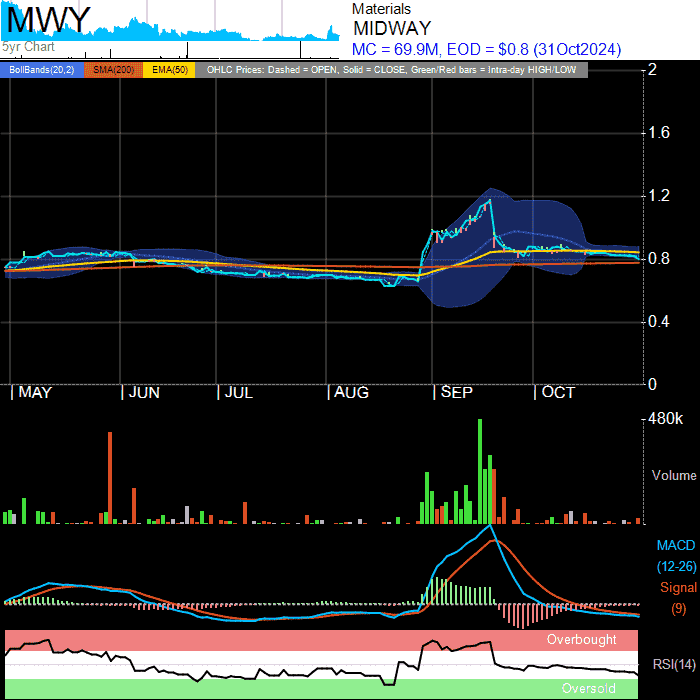 MWY
5yr Chart
Materials
MIDWAY
MC = 69.9M, EOD = $0.8 (31Oct2024)
BollBands(20,2) SMA(200) EMA(50) OHLC Prices: Dashed = OPEN, Solid = CLOSE, Green/Red bars = Intra-day HIGH/LOW
2
1.6
1.2
0.8
0.4
0
MAY JUN JUL AUG SEP OCT
480k
Volume
MACD
(12-26)
Signal
(9)
Overbought
RSI(14)
Oversold